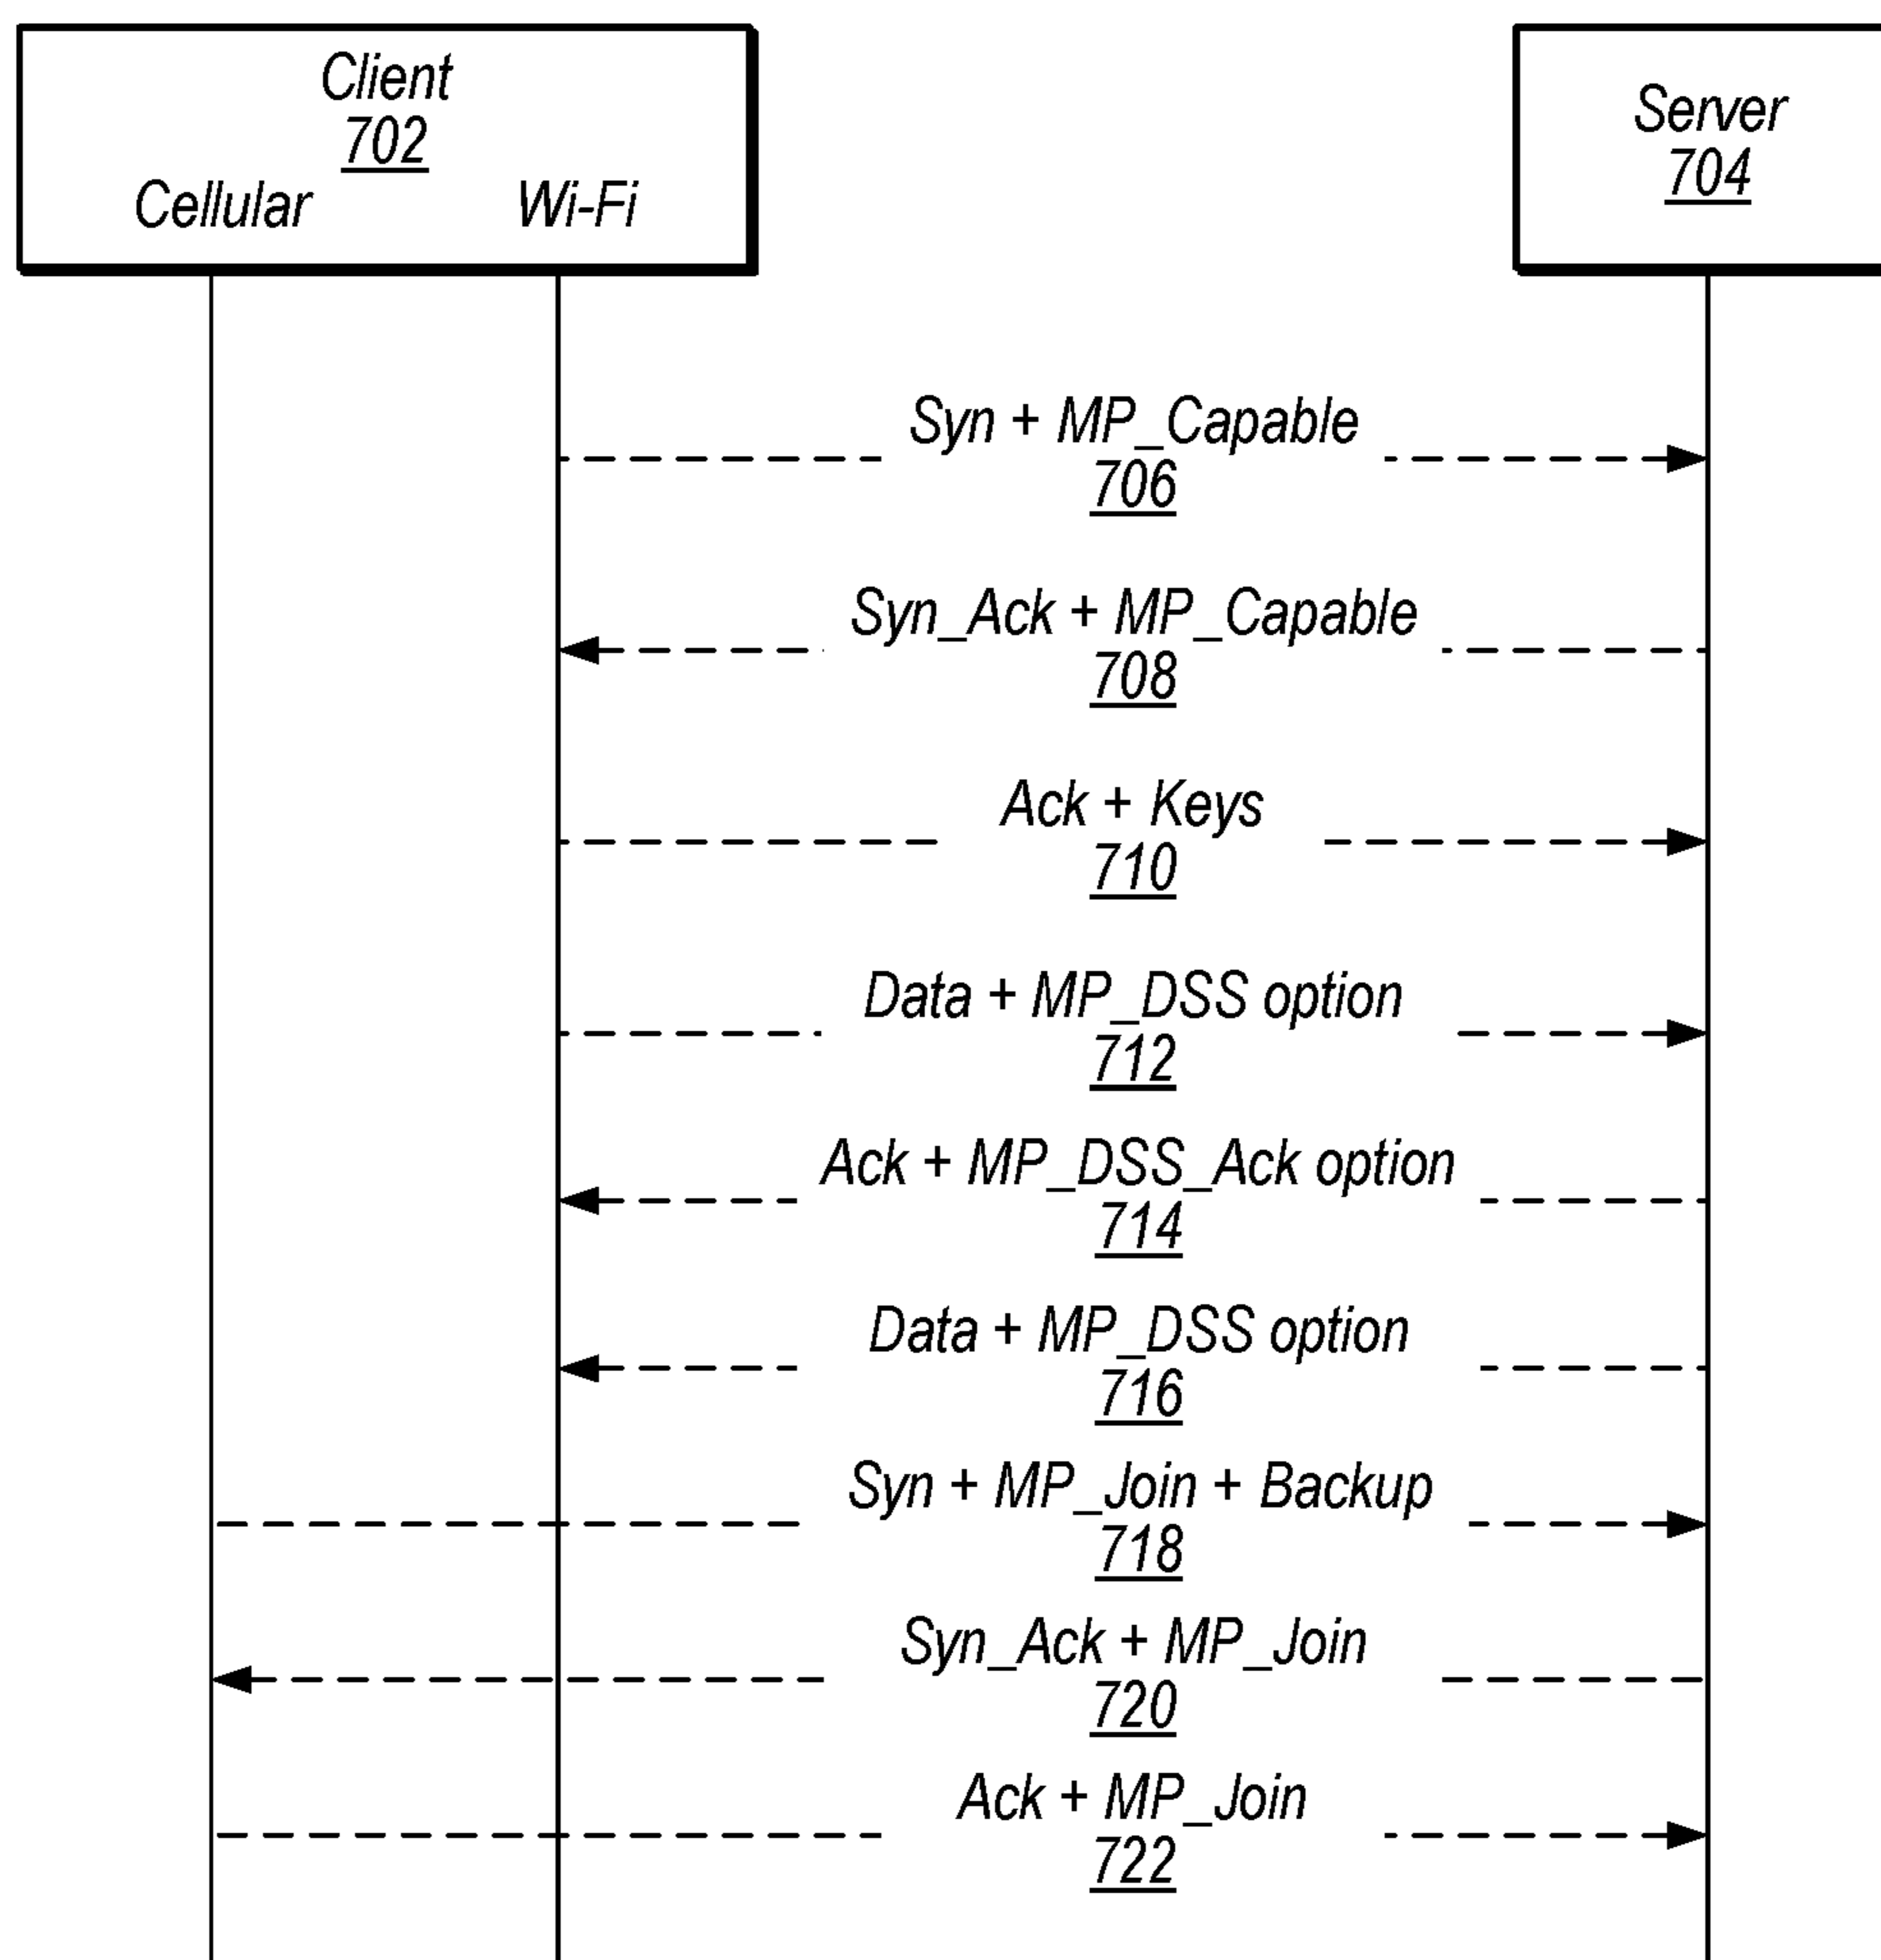 Client
702
Cellular Wi-Fi
Server
704
Syn + MP_Capable
706
Syn_Ack + MP_Capable
708
Ack + Keys
710
Data + MP_DSS option
712
Ack + MP_DSS_Ack option
714
Data + MP_DSS option
716
Syn + MP_Join + Backup
718
Syn_Ack + MP_Join
720
Ack + MP_Join
722